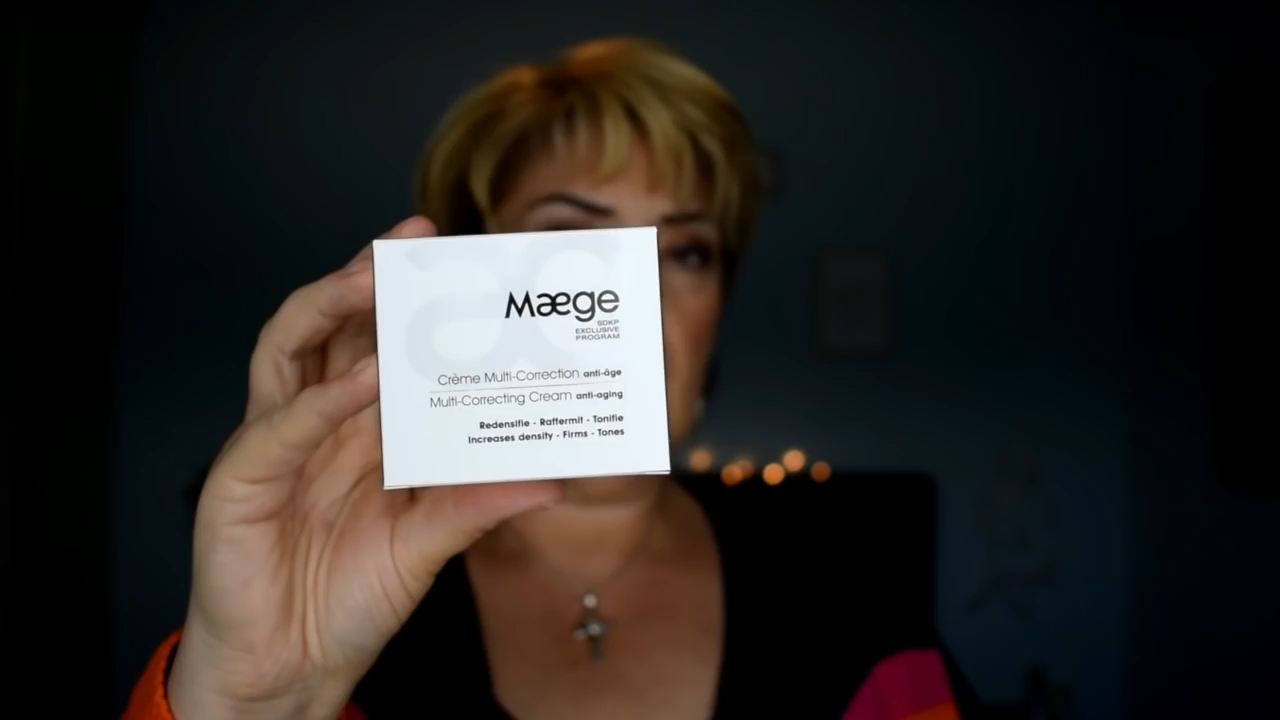 Mæge
SDKP
EXCLUSIVE
PROGRAM
Crème Multi-Correction anti-âge
Multi-Correcting Cream anti-aging
Redensifie - Raffermit - Tonifie
Increases density - Firms - Tones